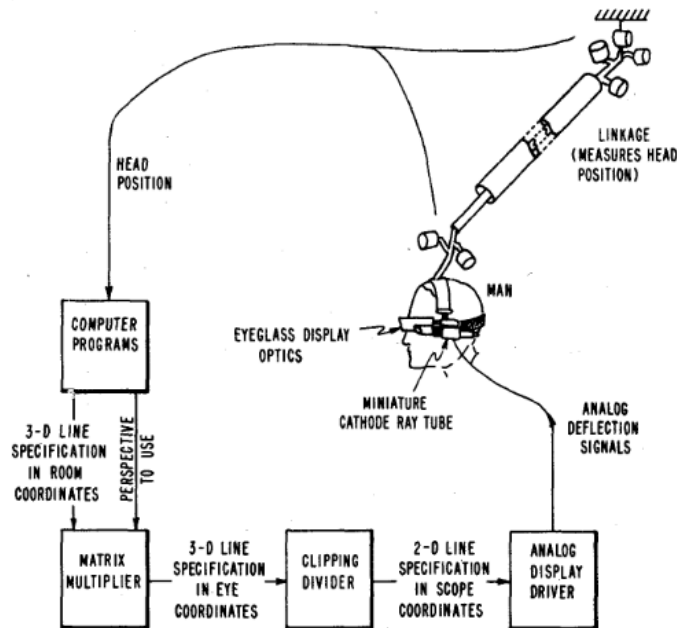 LINKAGE
(MEASURES HEAD
POSITION)
HEAD
POSITION
MAN
COMPUTER
PROGRAMS
EYEGLASS DISPLAY
OPTICS
MINIATURE
CATHODE RAY TUBE
ANALOG
DEFLECTION
SIGNALS
3-D LINE
SPECIFICATION
IN ROOM
COORDINATES
PERSPECTIVE
TO USE
MATRIX
MULTIPLIER
3-D LINE
SPECIFICATION
IN EYE
COORDINATES
CLIPPING
DIVIDER
2-D LINE
SPECIFICATION
IN SCOPE
COORDINATES
ANALOG
DISPLAY
DRIVER